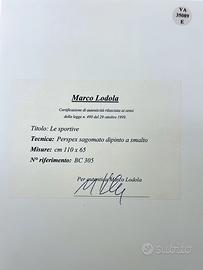 VA
35089
E
Marco Lodola
Certificazione di autenticità rilasciata ai sensi
della legge n. 490 del 29 ottobre 1999.
Titolo: Le sportive
Tecnica: Perspex sagomato dipinto a smalto
Misure: cm 110 x 65
N° riferimento: BC 305
Per autentica Marco Lodola
subito